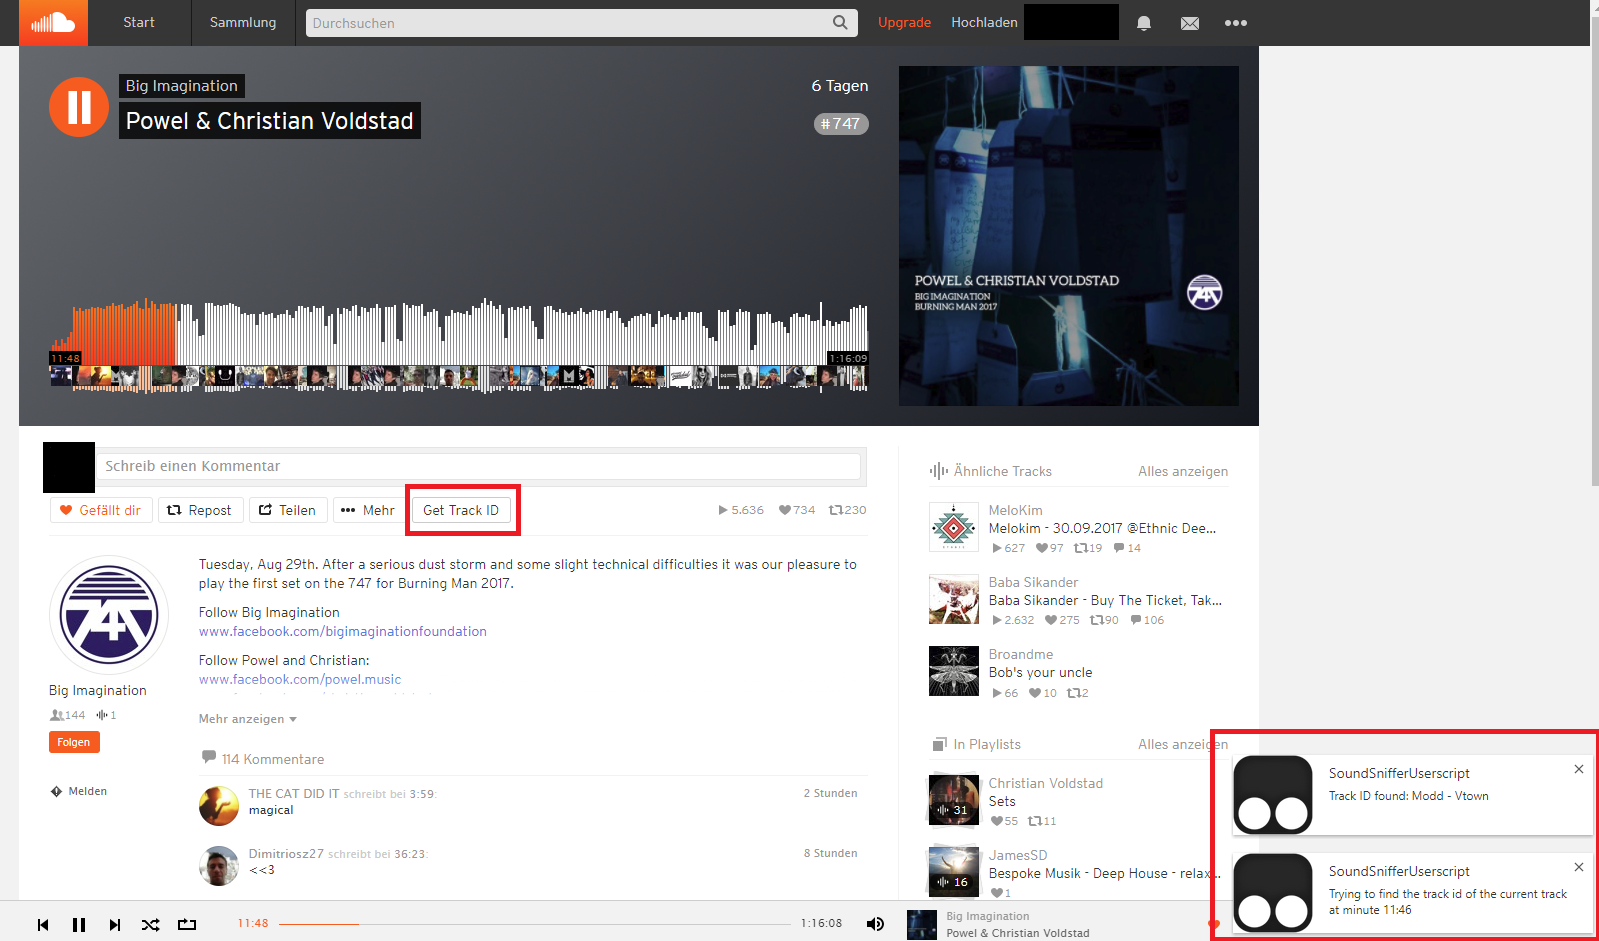 Start
Sammlung
Durchsuchen
Upgrade
Hochladen
Big Imagination
Powel & Christian Voldstad
6 Tagen
#747
POWEL & CHRISTIAN VOLDSTAD
BIG IMAGINATION
BURNING MAN 2017
11:48
1:16:09
Schreib einen Kommentar
Gefällt dir
Repost
Teilen
Mehr
Get Track ID
5.636
734
230
Tuesday, Aug 29th. After a serious dust storm and some slight technical difficulties it was our pleasure to
play the first set on the 747 for Burning Man 2017.
Follow Big Imagination
www.facebook.com/bigimaginationfoundation
Follow Powel and Christian:
www.facebook.com/powel.music
Mehr anzeigen
Big Imagination
144
1
Folgen
Melden
114 Kommentare
THE CAT DID IT schreibt bei 3:59:
magical
2 Stunden
Dimitriosz27 schreibt bei 36:23:
<<3
8 Stunden
Ähnliche Tracks
Alles anzeigen
MeloKim
Melokim - 30.09.2017 @Ethnic Dee...
627
97
19
14
Baba Sikander
Baba Sikander - Buy The Ticket, Tak...
2.632
275
90
106
Broandme
Bob's your uncle
66
10
2
In Playlists
Alles anzeigen
Christian Voldstad
Sets
31
55
11
JamesSD
Bespoke Musik - Deep House - relax...
16
1
SoundSnifferUserscript
Track ID found: Modd - Vtown
SoundSnifferUserscript
Trying to find the track id of the current track
at minute 11:46
11:48
1:16:08
Big Imagination
Powel & Christian Voldstad